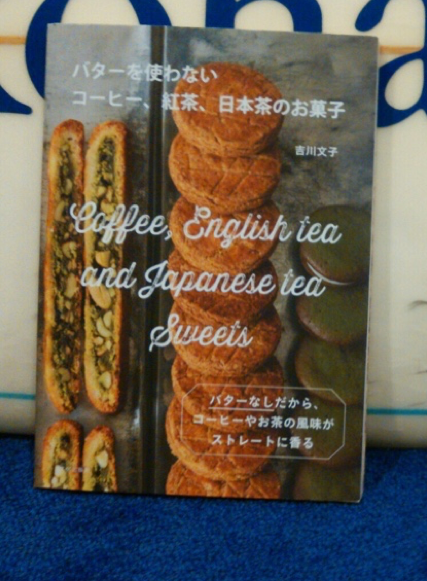 バターを使わない
コーヒー、紅茶、日本茶のお菓子
吉川文子
Coffee, English tea
and Japanese tea
Sweets
バターなしだから、
コーヒーやお茶の風味が
ストレートに香る